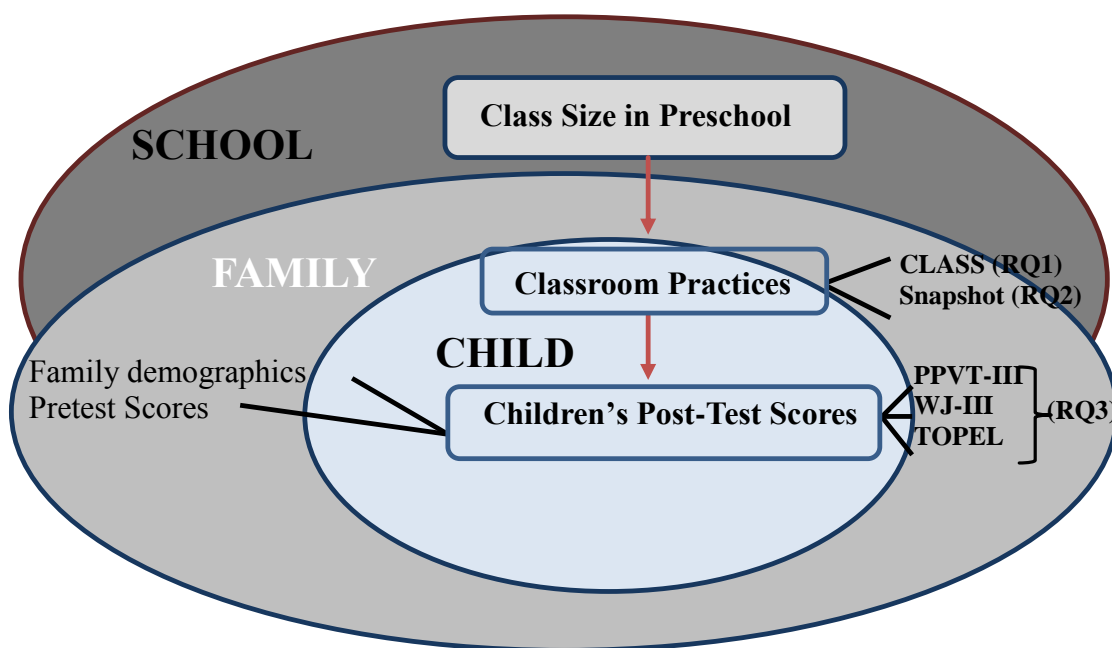 Class Size in Preschool
SCHOOL
FAMILY
Classroom Practices
CLASS (RQ1)
Snapshot (RQ2)
CHILD
Family demographics
Pretest Scores
Children’s Post-Test Scores
PPVT-III
WJ-III
TOPEL
(RQ3)